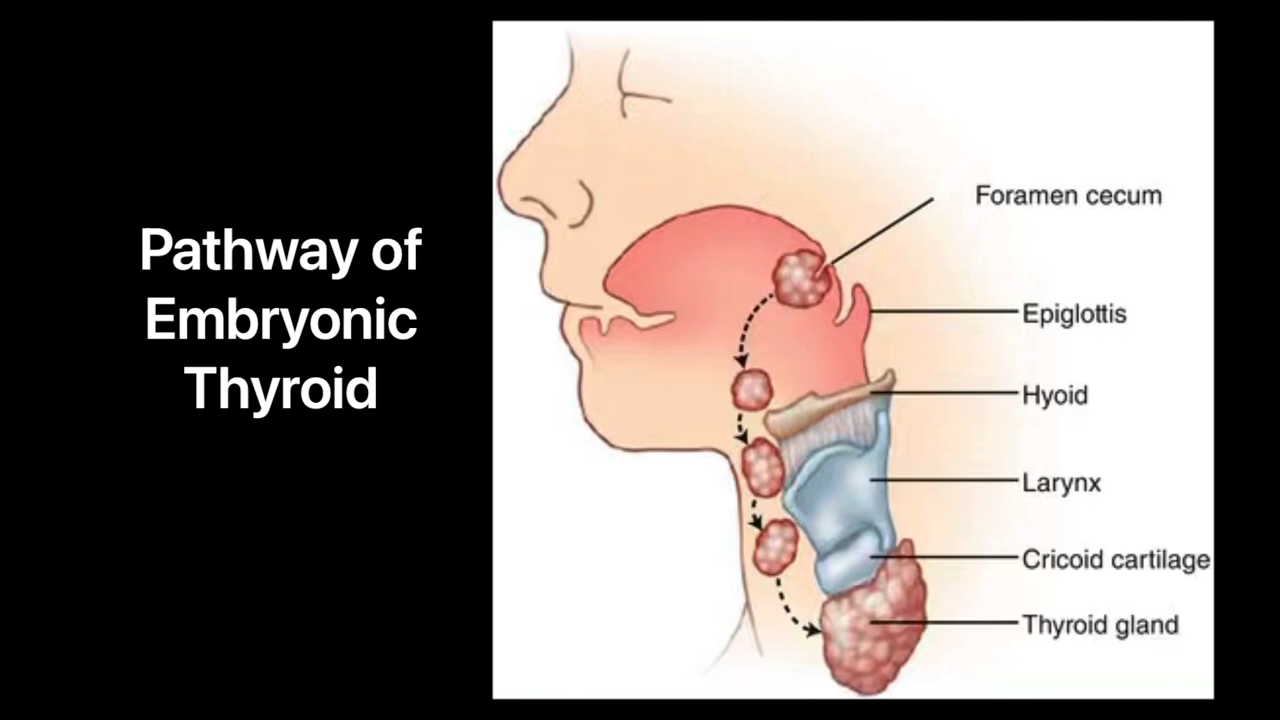 Pathway of
Embryonic
Thyroid
Foramen cecum
Epiglottis
Hyoid
Larynx
Cricoid cartilage
Thyroid gland